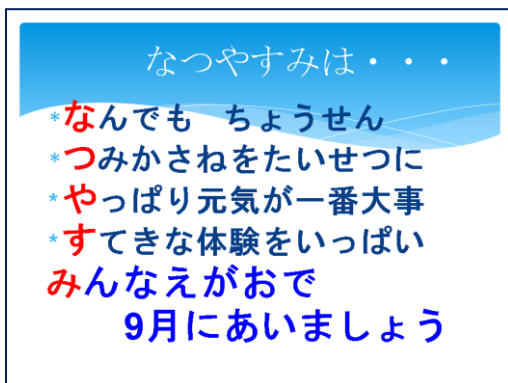 なつやすみは・・・
*なんでも　ちょうせん
*つみかさねをたいせつに
*やっぱり元気が一番大事
*すてきな体験をいっぱい
みんなえがおで
9月にあいましょう